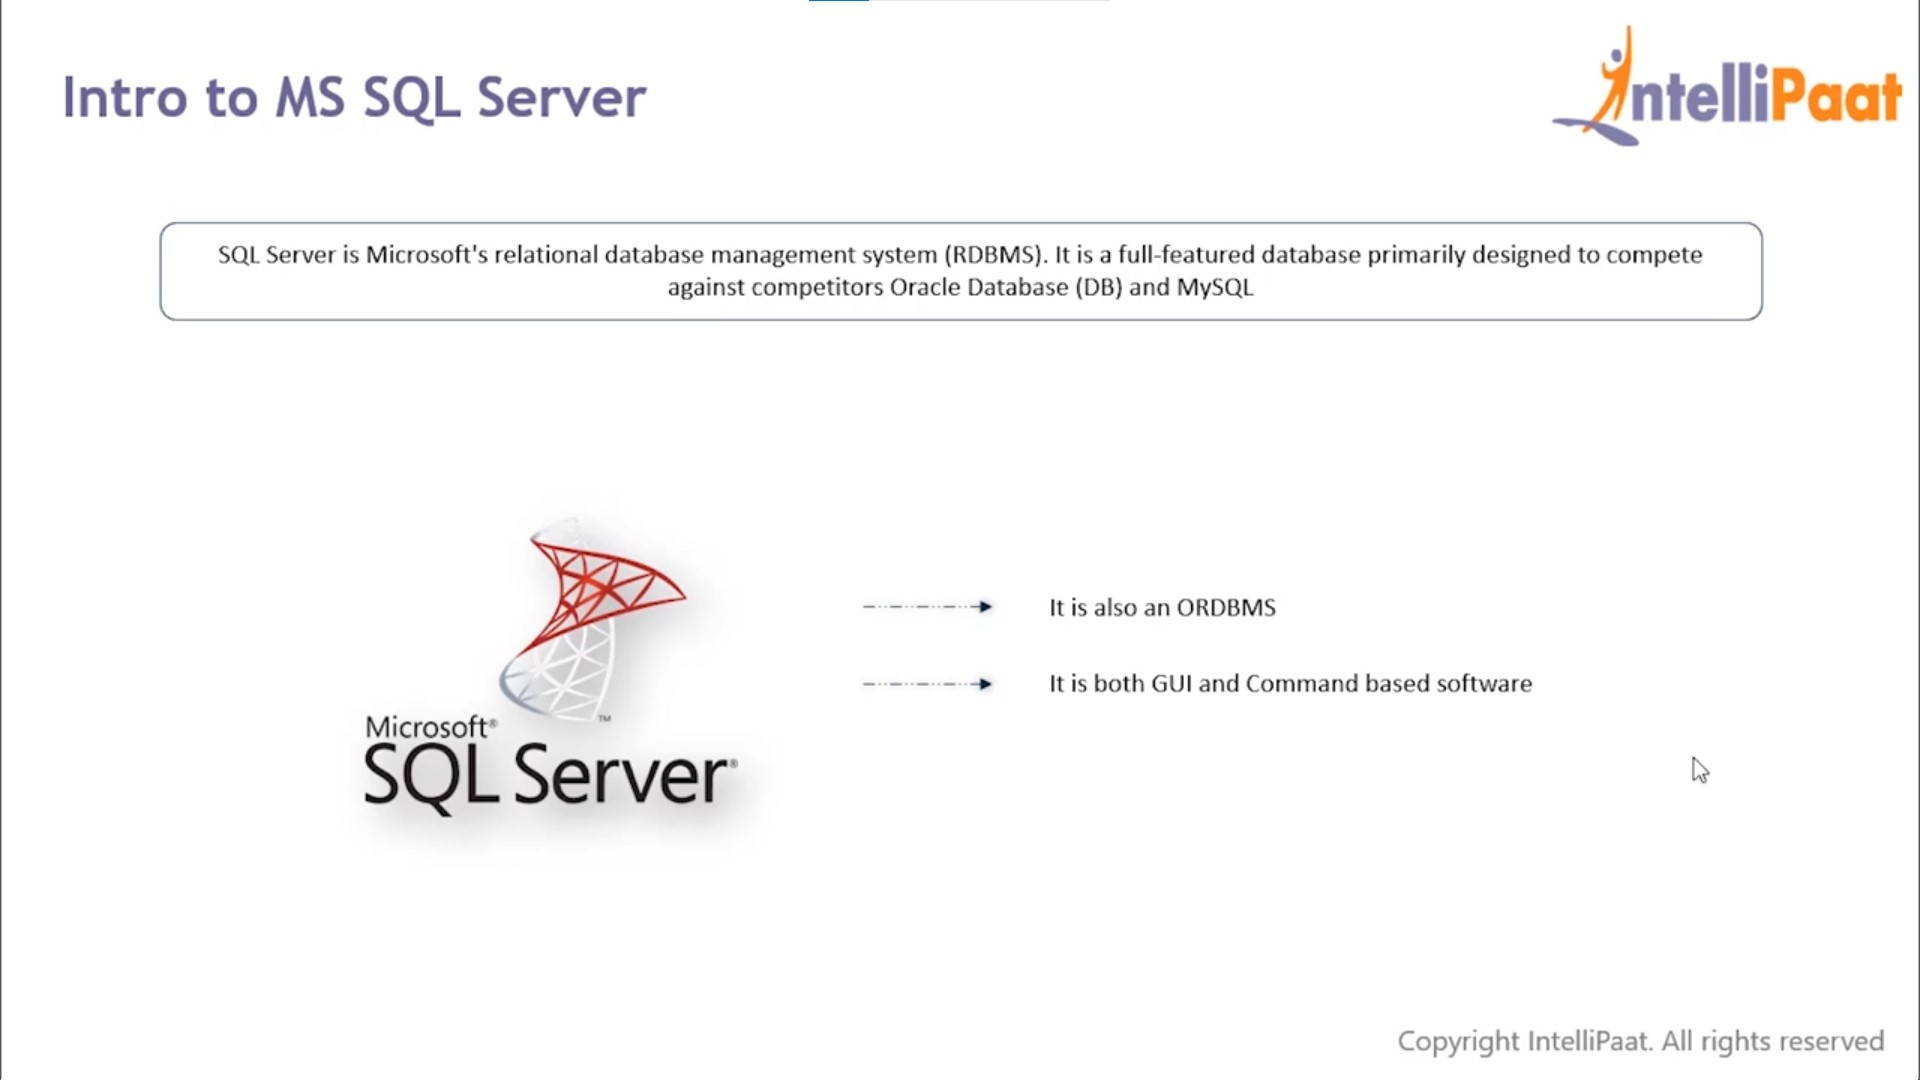 Intro to MS SQL Server
IntelliPaat
SQL Server is Microsoft's relational database management system (RDBMS). It is a full-featured database primarily designed to compete
against competitors Oracle Database (DB) and MySQL
It is also an ORDBMS
It is both GUI and Command based software
Microsoft®
™
SQL Server®
Copyright IntelliPaat. All rights reserved